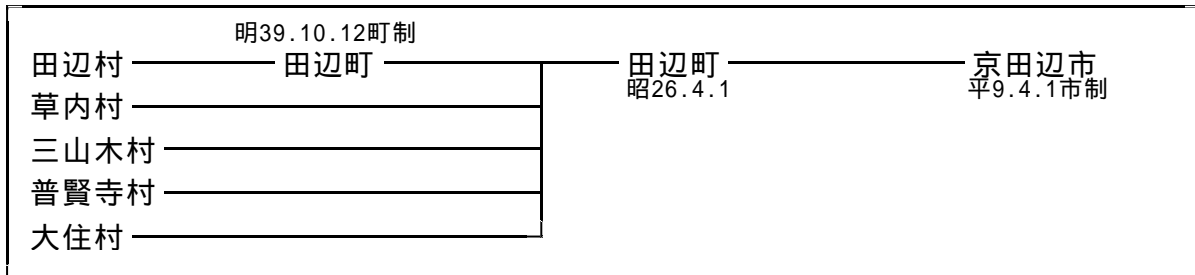 明39.10.12町制
田辺村 田辺町 田辺町 京田辺市
昭26.4.1 平9.4.1市制
草内村
三山木村
普賢寺村
大住村